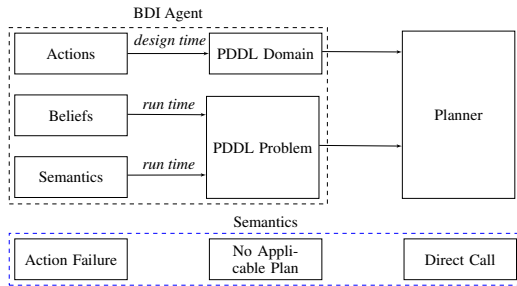 BDI Agent
Actions
design time
PDDL Domain
Beliefs
run time
PDDL Problem
Semantics
run time
Planner
Semantics
Action Failure
No Appli-
cable Plan
Direct Call